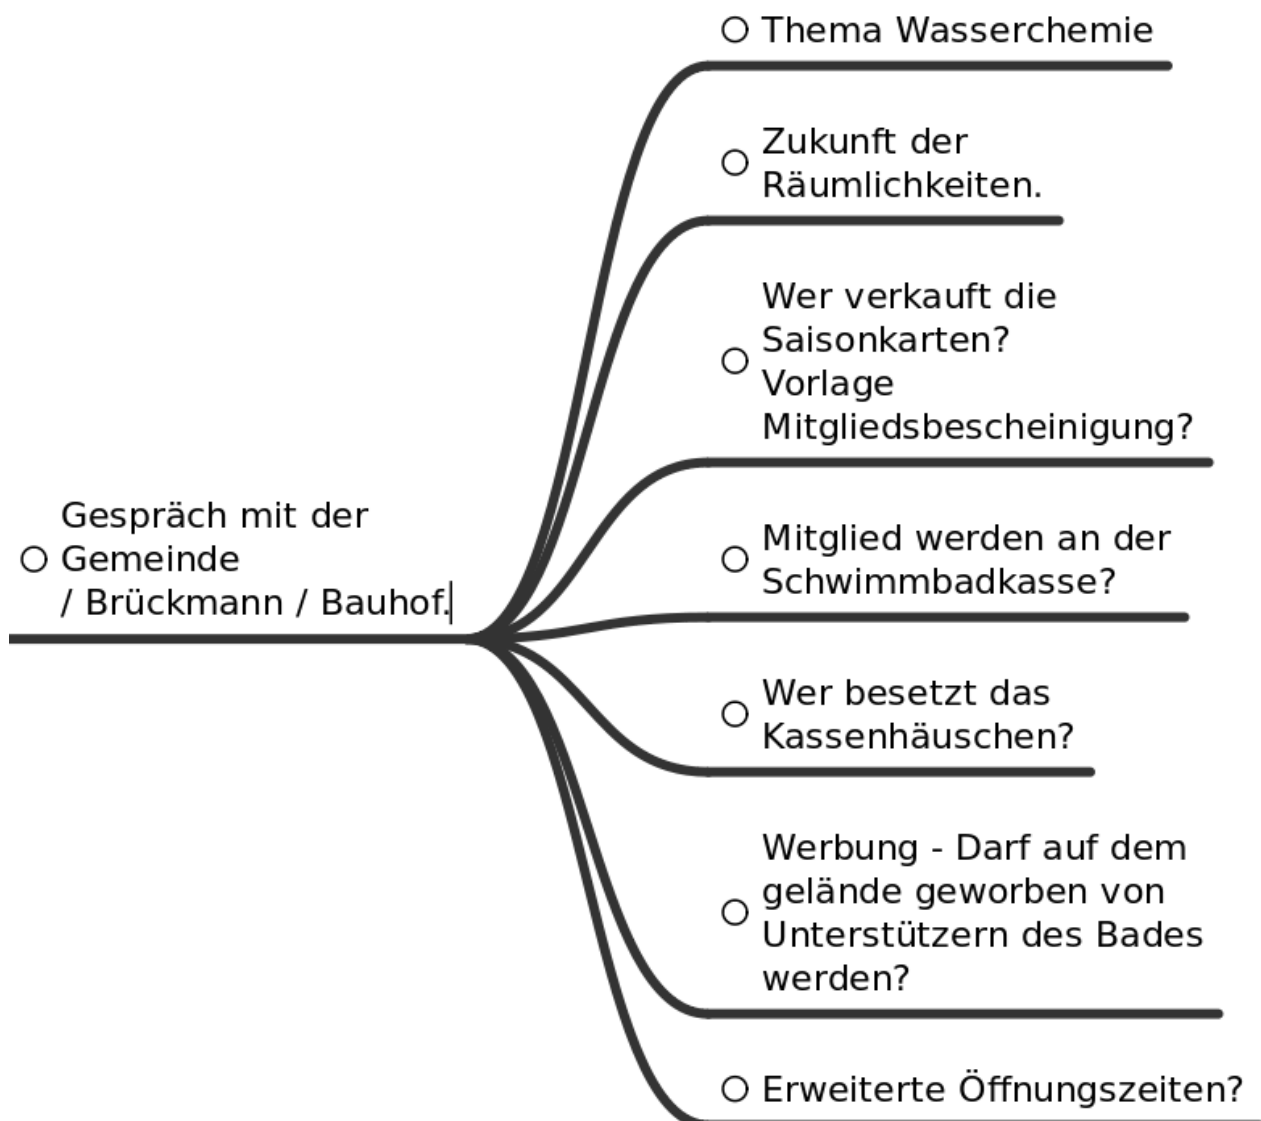 Gespräch mit der
Gemeinde
/ Brückmann / Bauhof.
Thema Wasserchemie
Zukunft der
Räumlichkeiten.
Wer verkauft die
Saisonkarten?
Vorlage
Mitgliedsbescheinigung?
Mitglied werden an der
Schwimmbadkasse?
Wer besetzt das
Kassenhäuschen?
Werbung - Darf auf dem
gelände geworben von
Unterstützern des Bades
werden?
Erweiterte Öffnungszeiten?